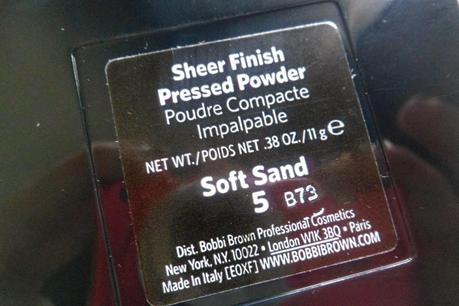 Sheer Finish
Pressed Powder
Poudre Compacte
Impalpable
NET WT./POIDS NET .38 OZ./11 g ℮
Soft Sand
5 B73
Dist. Bobbi Brown Professional Cosmetics
New York, N.Y. 10022 • London W1K 3BQ • Paris
Made In Italy [EOXF] WWW.BOBBIBROWN.COM